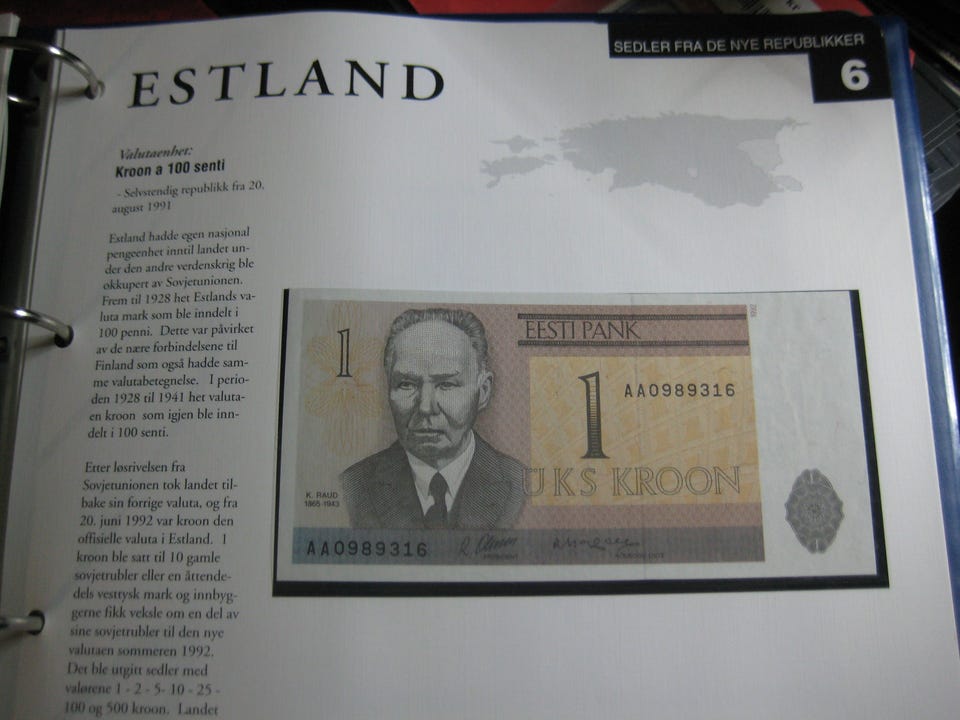 SEDLER FRA DE NYE REPUBLIKKER
6
ESTLAND
Valutaenhet:
Kroon a 100 senti
- Selvstendig republikk fra 20.
august 1991
Estland hadde egen nasjonal
pengeenhet inntil landet un-
der den andre verdenskrig ble
okkupert av Sovjetunionen.
Frem til 1928 het Estlands va-
luta mark som ble inndelt i
100 penni. Dette var påvirket
av de nære forbindelsene til
Finland som også hadde sam-
me valutabetegnelse. I perio-
den 1928 til 1941 het valuta-
en kroon som igjen ble inn-
delt i 100 senti.
Etter løsrivelsen fra
Sovjetunionen tok landet til-
bake sin forrige valuta, og fra
20. juni 1992 var kroon den
offisielle valuta i Estland. 1
kroon ble satt til 10 gamle
sovjetrubler eller en åttende-
dels vesttysk mark og innbyg-
gerne fikk veksle om en del av
sine sovjetrubler til den nye
valutaen sommeren 1992.
Det ble utgitt sedler med
valørene 1 - 2 - 5- 10 - 25 -
100 og 500 kroon. Landet
1
EESTI PANK
1992
1
AA0989316
ÜKS KROON
K. RAUD
1865-1943
AA0989316